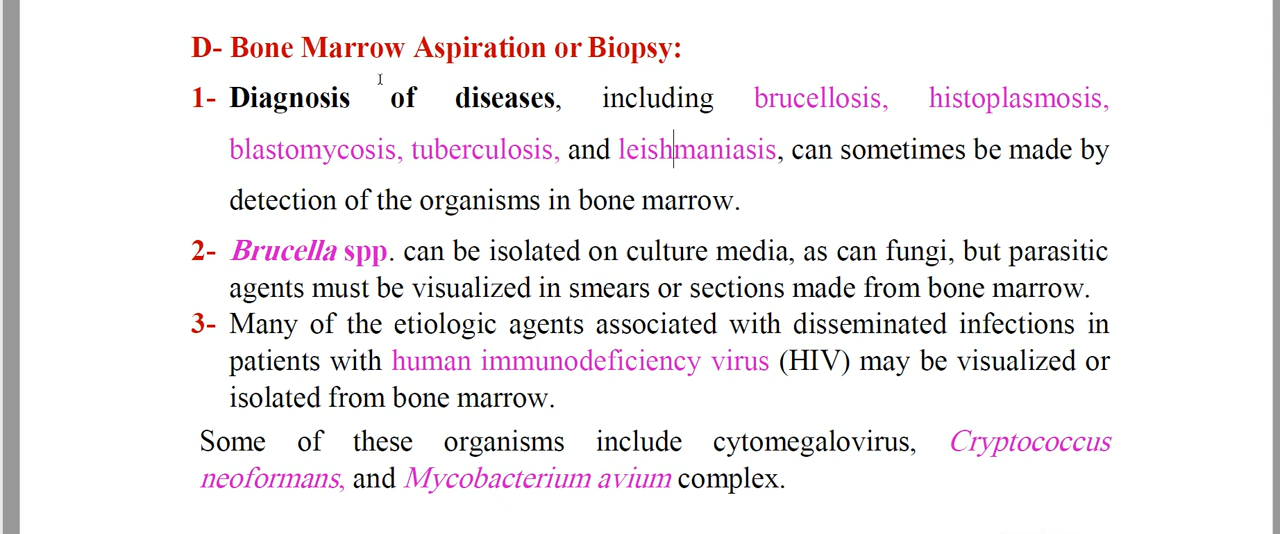 D- Bone Marrow Aspiration or Biopsy:
1- Diagnosis of diseases, including brucellosis, histoplasmosis,
blastomycosis, tuberculosis, and leishmaniasis, can sometimes be made by
detection of the organisms in bone marrow.
2- Brucella spp. can be isolated on culture media, as can fungi, but parasitic
agents must be visualized in smears or sections made from bone marrow.
3- Many of the etiologic agents associated with disseminated infections in
patients with human immunodeficiency virus (HIV) may be visualized or
isolated from bone marrow.
Some of these organisms include cytomegalovirus, Cryptococcus
neoformans, and Mycobacterium avium complex.